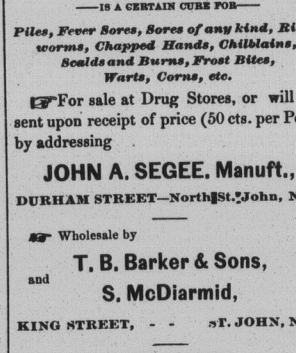 —IS A CERTAIN CURE FOR—
Piles, Fever Sores, Sores of any kind, Ri
worms, Chapped Hands, Chilblains,
Scalds and Burns, Frost Bites,
Warts, Corns, etc.
☞For sale at Drug Stores, or will
sent upon receipt of price (50 cts. per P
by addressing
JOHN A. SEGEE, Manuft.,
DURHAM STREET—North St. John, N
☞ Wholesale by
T. B. Barker & Sons,
and
S. McDiarmid,
KING STREET, - - ST. JOHN, N